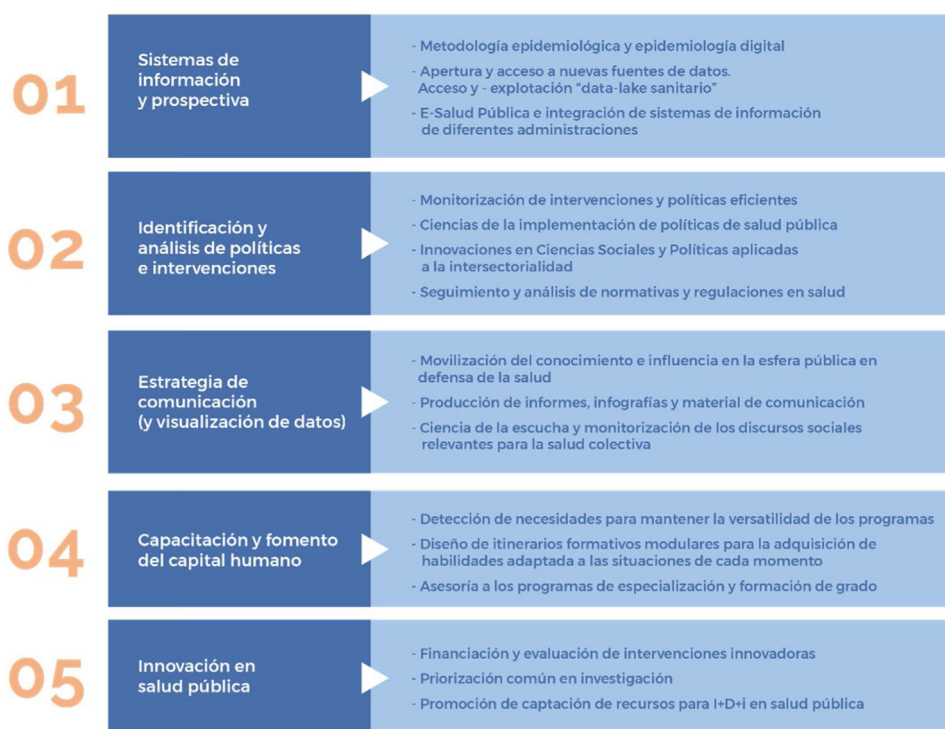 01
Sistemas de
información
y prospectiva
- Metodología epidemiológica y epidemiología digital
- Apertura y acceso a nuevas fuentes de datos.
Acceso y - explotación “data-lake sanitario”
- E-Salud Pública e integración de sistemas de información
de diferentes administraciones
02
Identificación y
análisis de políticas
e intervenciones
- Monitorización de intervenciones y políticas eficientes
- Ciencias de la implementación de políticas de salud pública
- Innovaciones en Ciencias Sociales y Políticas aplicadas
a la intersectorialidad
- Seguimiento y análisis de normativas y regulaciones en salud
03
Estrategia de
comunicación
(y visualización de datos)
- Movilización del conocimiento e influencia en la esfera pública en
defensa de la salud
- Producción de informes, infografías y material de comunicación
- Ciencia de la escucha y monitorización de los discursos sociales
relevantes para la salud colectiva
04
Capacitación y fomento
del capital humano
- Detección de necesidades para mantener la versatilidad de los programas
- Diseño de itinerarios formativos modulares para la adquisición de
habilidades adaptada a las situaciones de cada momento
- Asesoría a los programas de especialización y formación de grado
05
Innovación en
salud pública
- Financiación y evaluación de intervenciones innovadoras
- Priorización común en investigación
- Promoción de captación de recursos para I+D+i en salud pública